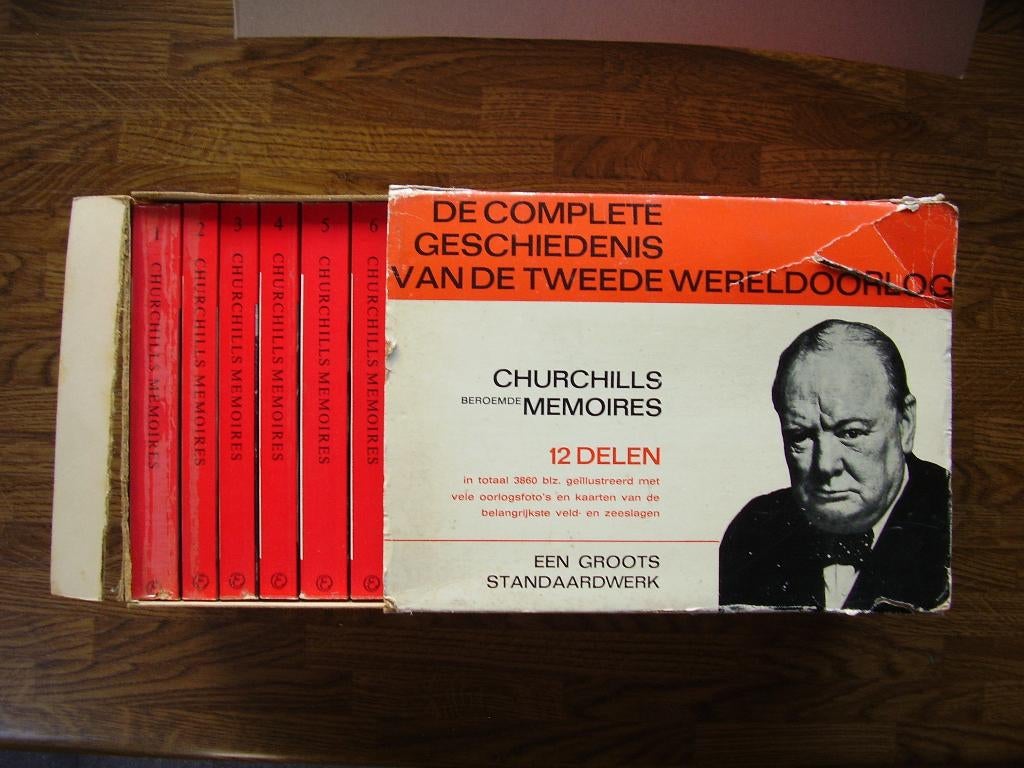 1 CHURCHILLS MEMOIRES
2 CHURCHILLS MEMOIRES
3 CHURCHILLS MEMOIRES
4 CHURCHILLS MEMOIRES
5 CHURCHILLS MEMOIRES
6 CHURCHILLS MEMOIRES
DE COMPLETE
GESCHIEDENIS
VAN DE TWEEDE WERELDOORLOG
CHURCHILLS
BEROEMDE MEMOIRES
12 DELEN
in totaal 3860 blz. geïllustreerd met
vele oorlogsfoto's en kaarten van de
belangrijkste veld- en zeeslagen
EEN GROOTS
STANDAARDWERK